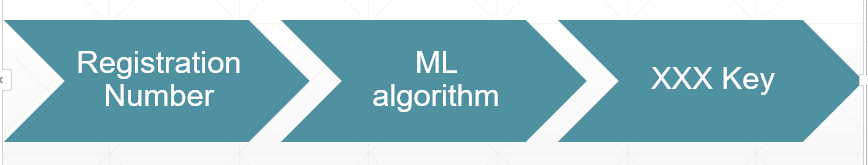 Registration
Number
ML
algorithm
XXX Key